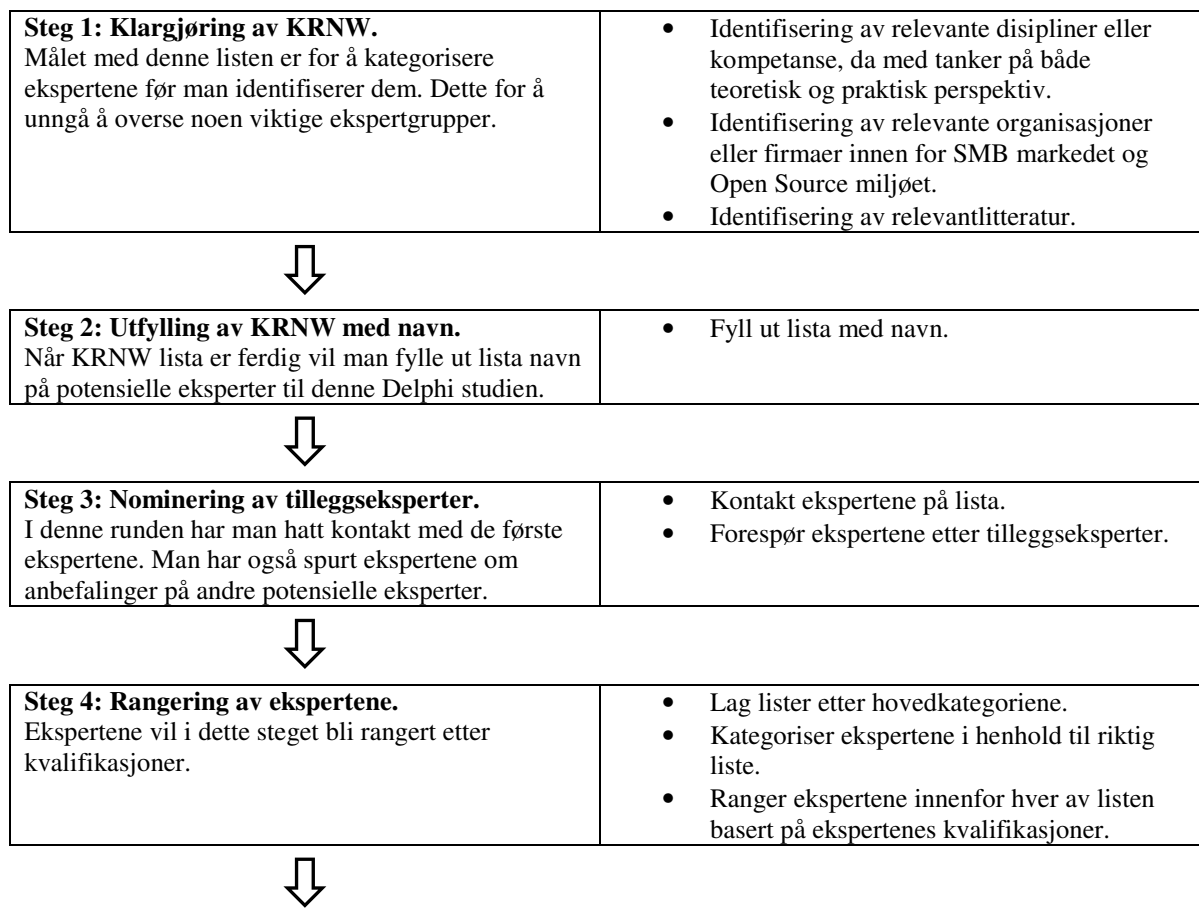 Steg 1: Klargjøring av KRNW.
Målet med denne listen er for å kategorisere
ekspertene før man identifiserer dem. Dette for å
unngå å overse noen viktige ekspertgrupper.
• Identifisering av relevante disipliner eller
kompetanse, da med tanker på både
teoretisk og praktisk perspektiv.
• Identifisering av relevante organisasjoner
eller firmaer innen for SMB markedet og
Open Source miljøet.
• Identifisering av relevantlitteratur.
Steg 2: Utfylling av KRNW med navn.
Når KRNW lista er ferdig vil man fylle ut lista navn
på potensielle eksperter til denne Delphi studien.
• Fyll ut lista med navn.
Steg 3: Nominering av tilleggseksperter.
I denne runden har man hatt kontakt med de første
ekspertene. Man har også spurt ekspertene om
anbefalinger på andre potensielle eksperter.
• Kontakt ekspertene på lista.
• Forespør ekspertene etter tilleggseksperter.
Steg 4: Rangering av ekspertene.
Ekspertene vil i dette steget bli rangert etter
kvalifikasjoner.
• Lag lister etter hovedkategoriene.
• Kategoriser ekspertene i henhold til riktig
liste.
• Ranger ekspertene innenfor hver av listen
basert på ekspertenes kvalifikasjoner.